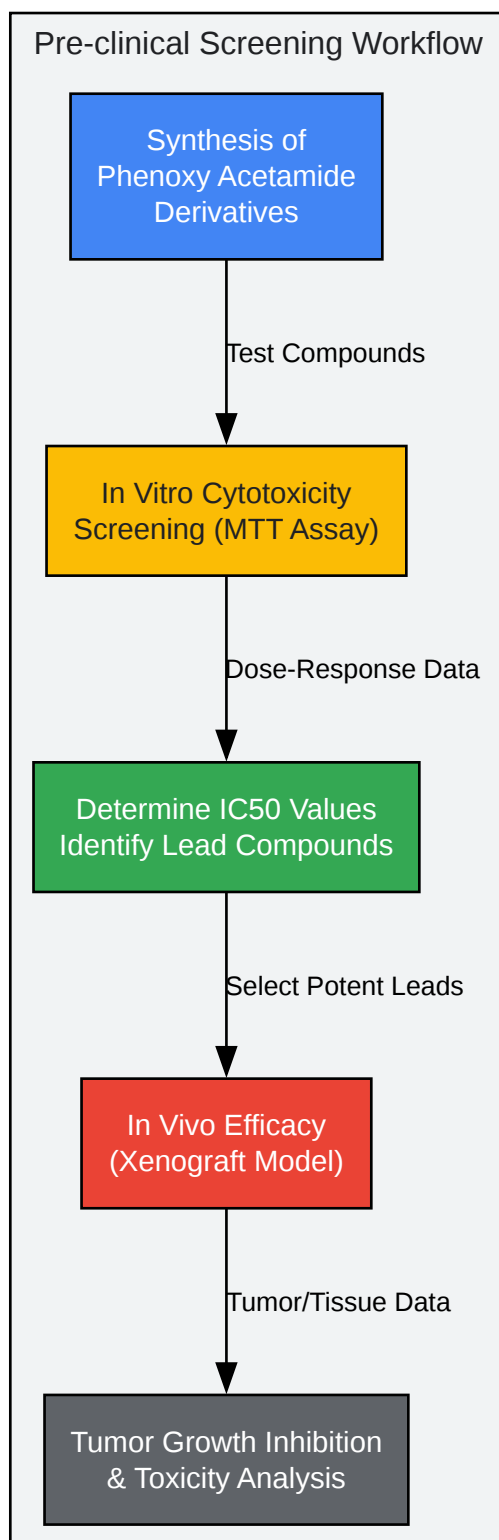 Pre-clinical Screening Workflow
Synthesis of
Phenoxy Acetamide
Derivatives
Test Compounds
In Vitro Cytotoxicity
Screening (MTT Assay)
Dose-Response Data
Determine IC50 Values
Identify Lead Compounds
Select Potent Leads
In Vivo Efficacy
(Xenograft Model)
Tumor/Tissue Data
Tumor Growth Inhibition
& Toxicity Analysis